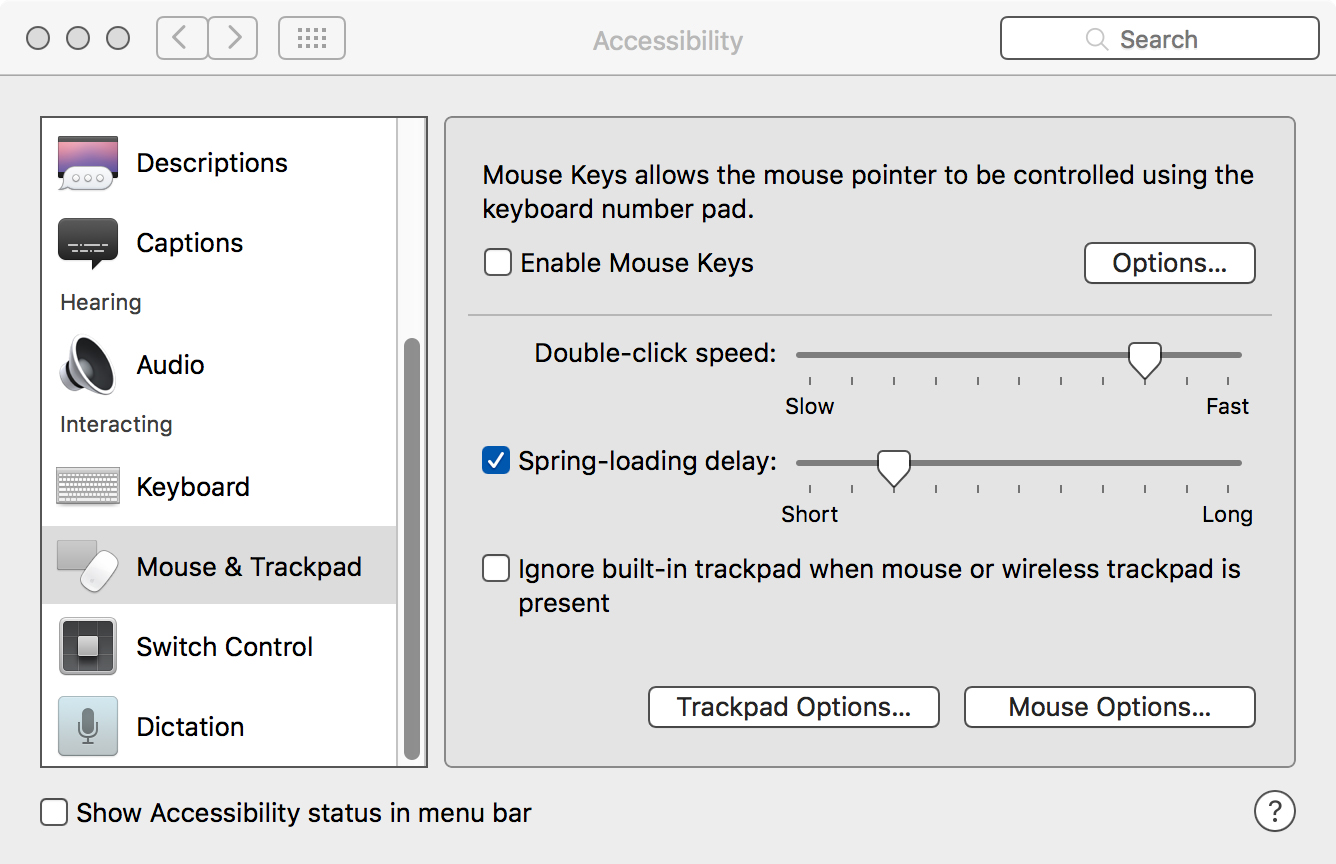 Accessibility
Search
Descriptions
Captions
Hearing
Audio
Interacting
Keyboard
Mouse & Trackpad
Switch Control
Dictation
Mouse Keys allows the mouse pointer to be controlled using the
keyboard number pad.
Enable Mouse Keys
Options...
Double-click speed:
Slow
Fast
Spring-loading delay:
Short
Long
Ignore built-in trackpad when mouse or wireless trackpad is
present
Trackpad Options...
Mouse Options...
Show Accessibility status in menu bar
?